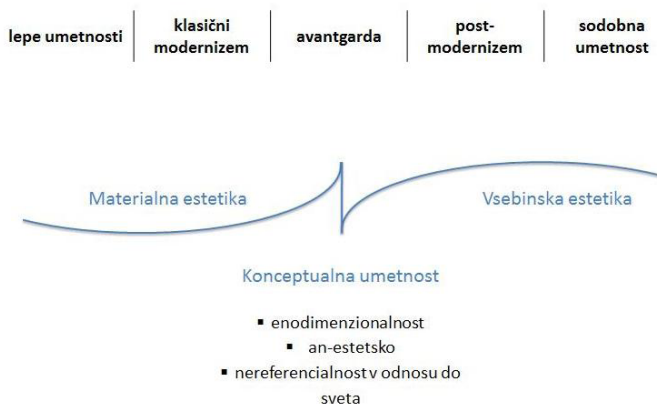 lepe umetnosti
klasični
modernizem
avantgarda
post-
modernizem
sodobna
umetnost
Materialna estetika
Vsebinska estetika
Konceptualna umetnost
▪ enodimenzionalnost
▪ an-estetsko
▪ nereferencialnost v odnosu do
sveta